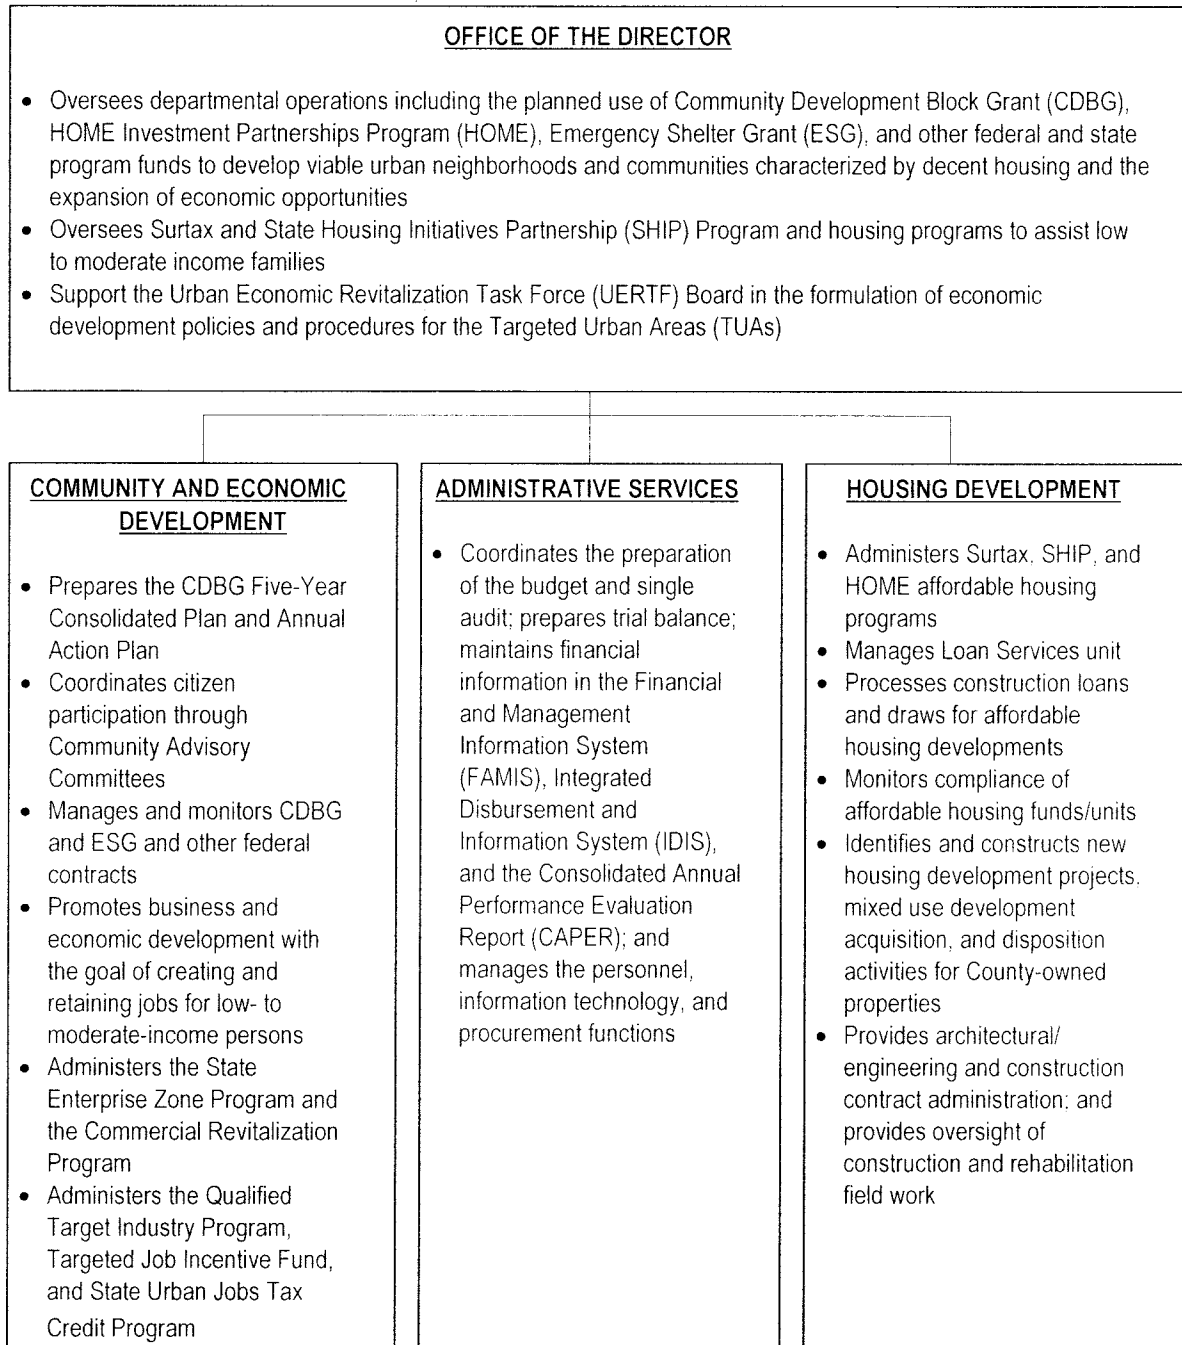 OFFICE OF THE DIRECTOR
• Oversees departmental operations including the planned use of Community Development Block Grant (CDBG),
HOME Investment Partnerships Program (HOME), Emergency Shelter Grant (ESG), and other federal and state
program funds to develop viable urban neighborhoods and communities characterized by decent housing and the
expansion of economic opportunities
• Oversees Surtax and State Housing Initiatives Partnership (SHIP) Program and housing programs to assist low
to moderate income families
• Support the Urban Economic Revitalization Task Force (UERTF) Board in the formulation of economic
development policies and procedures for the Targeted Urban Areas (TUAs)
COMMUNITY AND ECONOMIC
DEVELOPMENT
• Prepares the CDBG Five-Year
Consolidated Plan and Annual
Action Plan
• Coordinates citizen
participation through
Community Advisory
Committees
• Manages and monitors CDBG
and ESG and other federal
contracts
• Promotes business and
economic development with
the goal of creating and
retaining jobs for low- to
moderate-income persons
• Administers the State
Enterprise Zone Program and
the Commercial Revitalization
Program
• Administers the Qualified
Target Industry Program,
Targeted Job Incentive Fund,
and State Urban Jobs Tax
Credit Program
ADMINISTRATIVE SERVICES
• Coordinates the preparation
of the budget and single
audit; prepares trial balance;
maintains financial
information in the Financial
and Management
Information System
(FAMIS), Integrated
Disbursement and
Information System (IDIS),
and the Consolidated Annual
Performance Evaluation
Report (CAPER); and
manages the personnel,
information technology, and
procurement functions
HOUSING DEVELOPMENT
• Administers Surtax, SHIP, and
HOME affordable housing
programs
• Manages Loan Services unit
• Processes construction loans
and draws for affordable
housing developments
• Monitors compliance of
affordable housing funds/units
• Identifies and constructs new
housing development projects,
mixed use development
acquisition, and disposition
activities for County-owned
properties
• Provides architectural/
engineering and construction
contract administration; and
provides oversight of
construction and rehabilitation
field work